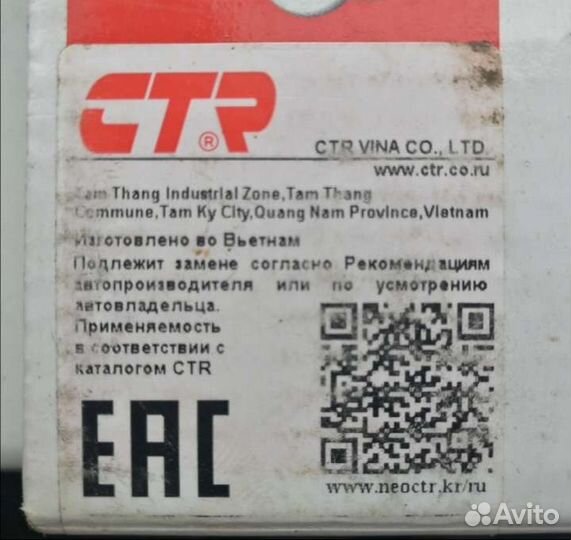 CTR®
CTR VINA CO., LTD.
www.ctr.co.ru
Tam Thang Industrial Zone,Tam Thang
Commune,Tam Ky City,Quang Nam Province,Vietnam
Изготовлено во Вьетнам
Подлежит замене согласно Рекомендациям
автопроизводителя или по усмотрению
автовладельца.
Применяемость
в соответствии с
каталогом CTR
EAC
www.neoctr.kr/ru
Avito